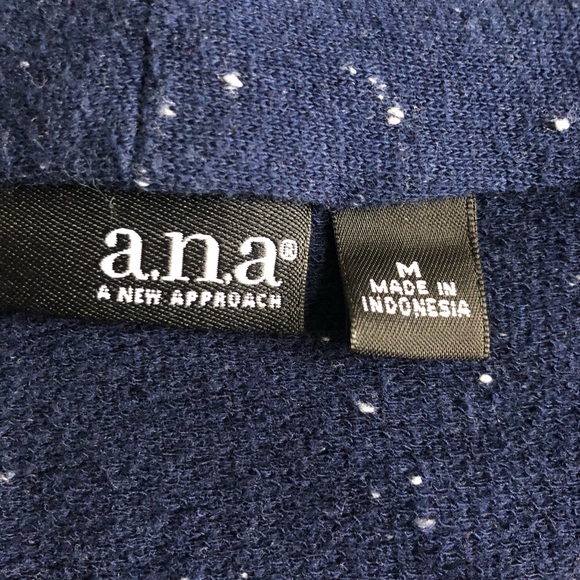 a.n.a®
A NEW APPROACH
M
MADE IN
INDONESIA